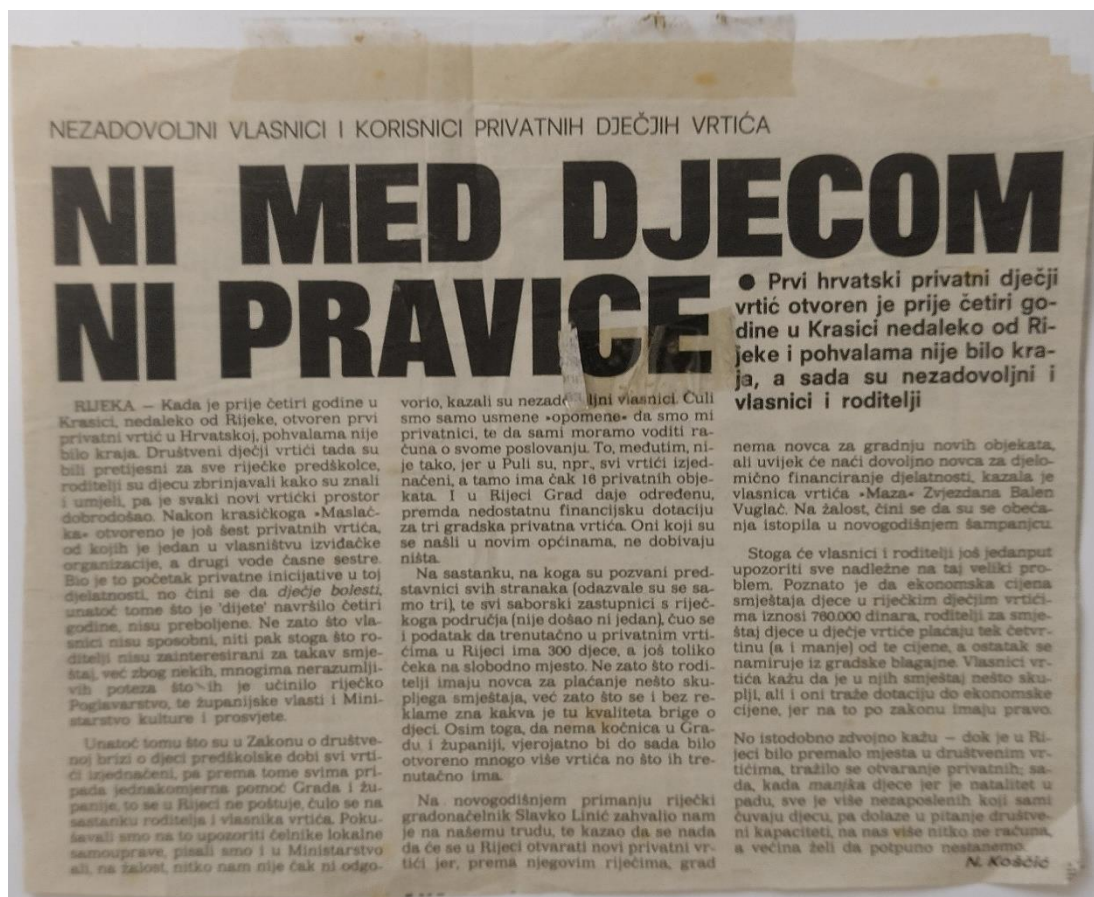 NEZADOVOLJNI VLASNICI I KORISNICI PRIVATNIH DJEČJIH VRTIĆA
NI MED DJECOM
NI PRAVICE
● Prvi hrvatski privatni dječji
vrtić otvoren je prije četiri go-
dine u Krasici nedaleko od Ri-
jeke i pohvalama nije bilo kra-
ja, a sada su nezadovoljni i
vlasnici i roditelji
RIJEKA — Kada je prije četiri godine u
Krasici, nedaleko od Rijeke, otvoren prvi
privatni vrtić u Hrvatskoj, pohvalama nije
bilo kraja. Društveni dječji vrtići tada su
bili pretijesni za sve riječke predškolce,
roditelji su djecu zbrinjavali kako su znali
i umjeli, pa je svaki novi vrtićki prostor
dobrodošao. Nakon krasičkoga »Maslač-
ka« otvoreno je još šest privatnih vrtića,
od kojih je jedan u vlasništvu izviđačke
organizacije, a drugi vode časne sestre.
Bio je to početak privatne inicijative u toj
djelatnosti, no čini se da dječje bolesti,
unatoč tome što je 'dijete' navršilo četiri
godine, nisu preboljene. Ne zato što vla-
snici nisu sposobni, niti pak stoga što ro-
ditelji nisu zainteresirani za takav smje-
štaj, već zbog nekih, mnogima nerazumlji-
vih poteza što ih je učinilo riječko
Poglavarstvo, te županijske vlasti i Mini-
starstvo kulture i prosvjete.
Unatoč tomu što su u Zakonu o društve-
noj brizi o djeci predškolske dobi svi vrti-
ći izjednačeni, pa prema tome svima pri-
pada jednakomjerna pomoć Grada i žu-
panije, to se u Rijeci ne poštuje, čulo se na
sastanku roditelja i vlasnika vrtića. Poku-
šavali smo na to upozoriti čelnike lokalne
samouprave, pisali smo i u Ministarstvo
ali, na žalost, nitko nam nije čak ni odgo-
vorio, kazali su nezado ljni vlasnici. Čuli
smo samo usmene »opomene« da smo mi
privatnici, te da sami moramo voditi ra-
čuna o svome poslovanju. To, međutim, ni-
je tako, jer u Puli su, npr., svi vrtići izjed-
načeni, a tamo ima čak 16 privatnih obje-
kata. I u Rijeci Grad daje određenu,
premda nedostatnu financijsku dotaciju
za tri gradska privatna vrtića. Oni koji su
se našli u novim općinama, ne dobivaju
ništa.
Na sastanku, na koga su pozvani pred-
stavnici svih stranaka (odazvale su se sa-
mo tri), te svi saborski zastupnici s riječ-
koga područja (nije došao ni jedan), čuo se
i podatak da trenutačno u privatnim vrti-
ćima u Rijeci ima 300 djece, a još toliko
čeka na slobodno mjesto. Ne zato što rodi-
telji imaju novca za plaćanje nešto sku-
pljega smještaja, već zato što se i bez re-
klame zna kakva je tu kvaliteta brige o
djeci. Osim toga, da nema kočnica u Gra-
du i županiji, vjerojatno bi do sada bilo
otvoreno mnogo više vrtića no što ih tre-
nutačno ima.
Na novogodišnjem primanju riječki
gradonačelnik Slavko Linić zahvalio nam
je na našemu trudu, te kazao da se nada
da će se u Rijeci otvarati novi privatni vr-
tići jer, prema njegovim riječima, grad
nema novca za gradnju novih objekata,
ali uvijek će naći dovoljno novca za djelo-
mično financiranje djelatnosti, kazala je
vlasnica vrtića »Maza« Zvjezdana Balen
Vuglač. Na žalost, čini se da su se obeća-
nja istopila u novogodišnjem šampanjcu.
Stoga će vlasnici i roditelji još jedanput
upozoriti sve nadležne na taj veliki pro-
blem. Poznato je da ekonomska cijena
smještaja djece u riječkim dječjim vrtići-
ma iznosi 760.000 dinara, roditelji za smje-
štaj djece u dječje vrtiće plaćaju tek četvr-
tinu (a i manje) od te cijene, a ostatak se
namiruje iz gradske blagajne. Vlasnici vr-
tića kažu da je u njih smještaj nešto sku-
plji, ali i oni traže dotaciju do ekonomske
cijene, jer na to po zakonu imaju pravo.
No istodobno zdvojno kažu — dok je u Ri-
jeci bilo premalo mjesta u društvenim vr-
tićima, tražilo se otvaranje privatnih; sa-
da, kada manjka djece jer je natalitet u
padu, sve je više nezaposlenih koji sami
čuvaju djecu, pa dolaze u pitanje društve-
ni kapaciteti, na nas više nitko ne računa,
a većina želi da potpuno nestanemo.
N. Koščić